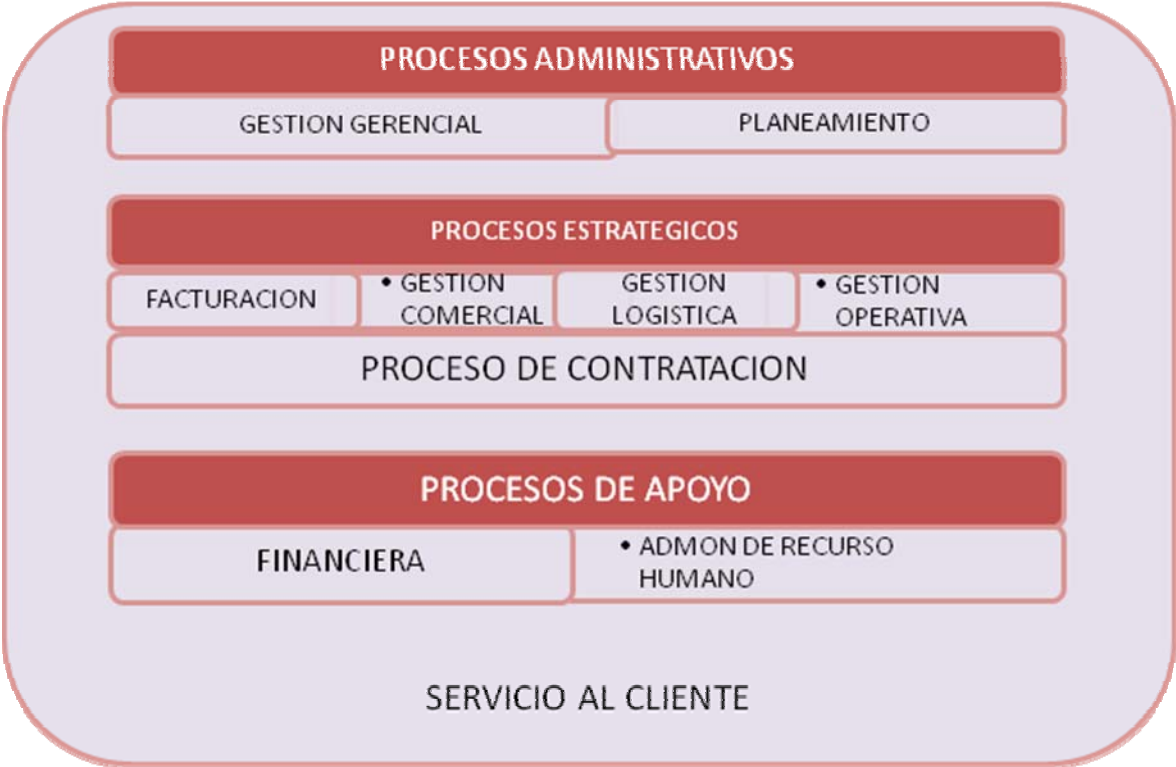 PROCESOS ADMINISTRATIVOS
GESTION GERENCIAL
PLANEAMIENTO
PROCESOS ESTRATEGICOS
FACTURACION
• GESTION
COMERCIAL
GESTION
LOGISTICA
• GESTION
OPERATIVA
PROCESO DE CONTRATACION
PROCESOS DE APOYO
FINANCIERA
• ADMON DE RECURSO
HUMANO
SERVICIO AL CLIENTE